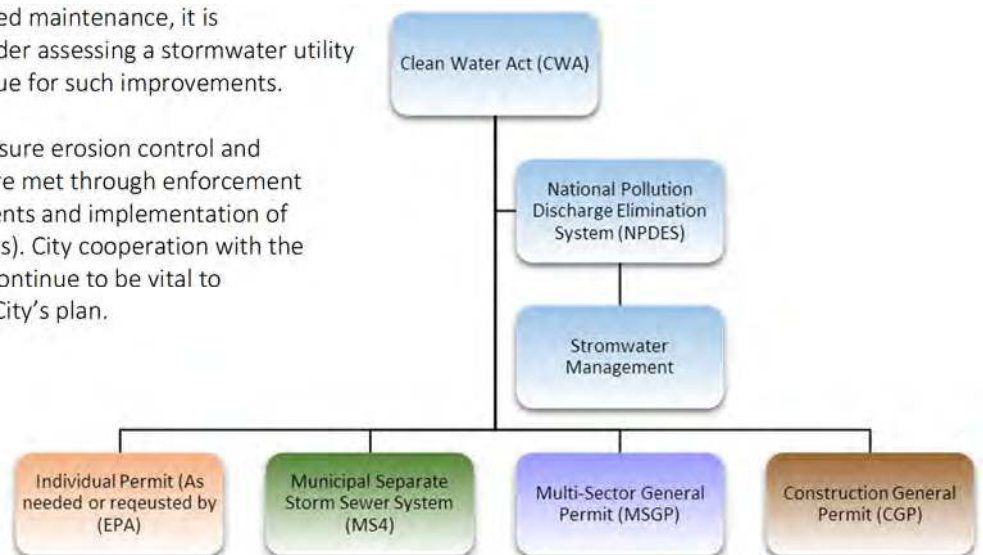 ed maintenance, it is
der assessing a stormwater utility
ue for such improvements.
sure erosion control and
re met through enforcement
ents and implementation of
s). City cooperation with the
ontinue to be vital to
City's plan.
Clean Water Act (CWA)
National Pollution
Discharge Elimination
System (NPDES)
Stromwater
Management
Individual Permit (As
needed or reqeusted by
(EPA)
Municipal Separate
Storm Sewer System
(MS4)
Multi-Sector General
Permit (MSGP)
Construction General
Permit (CGP)